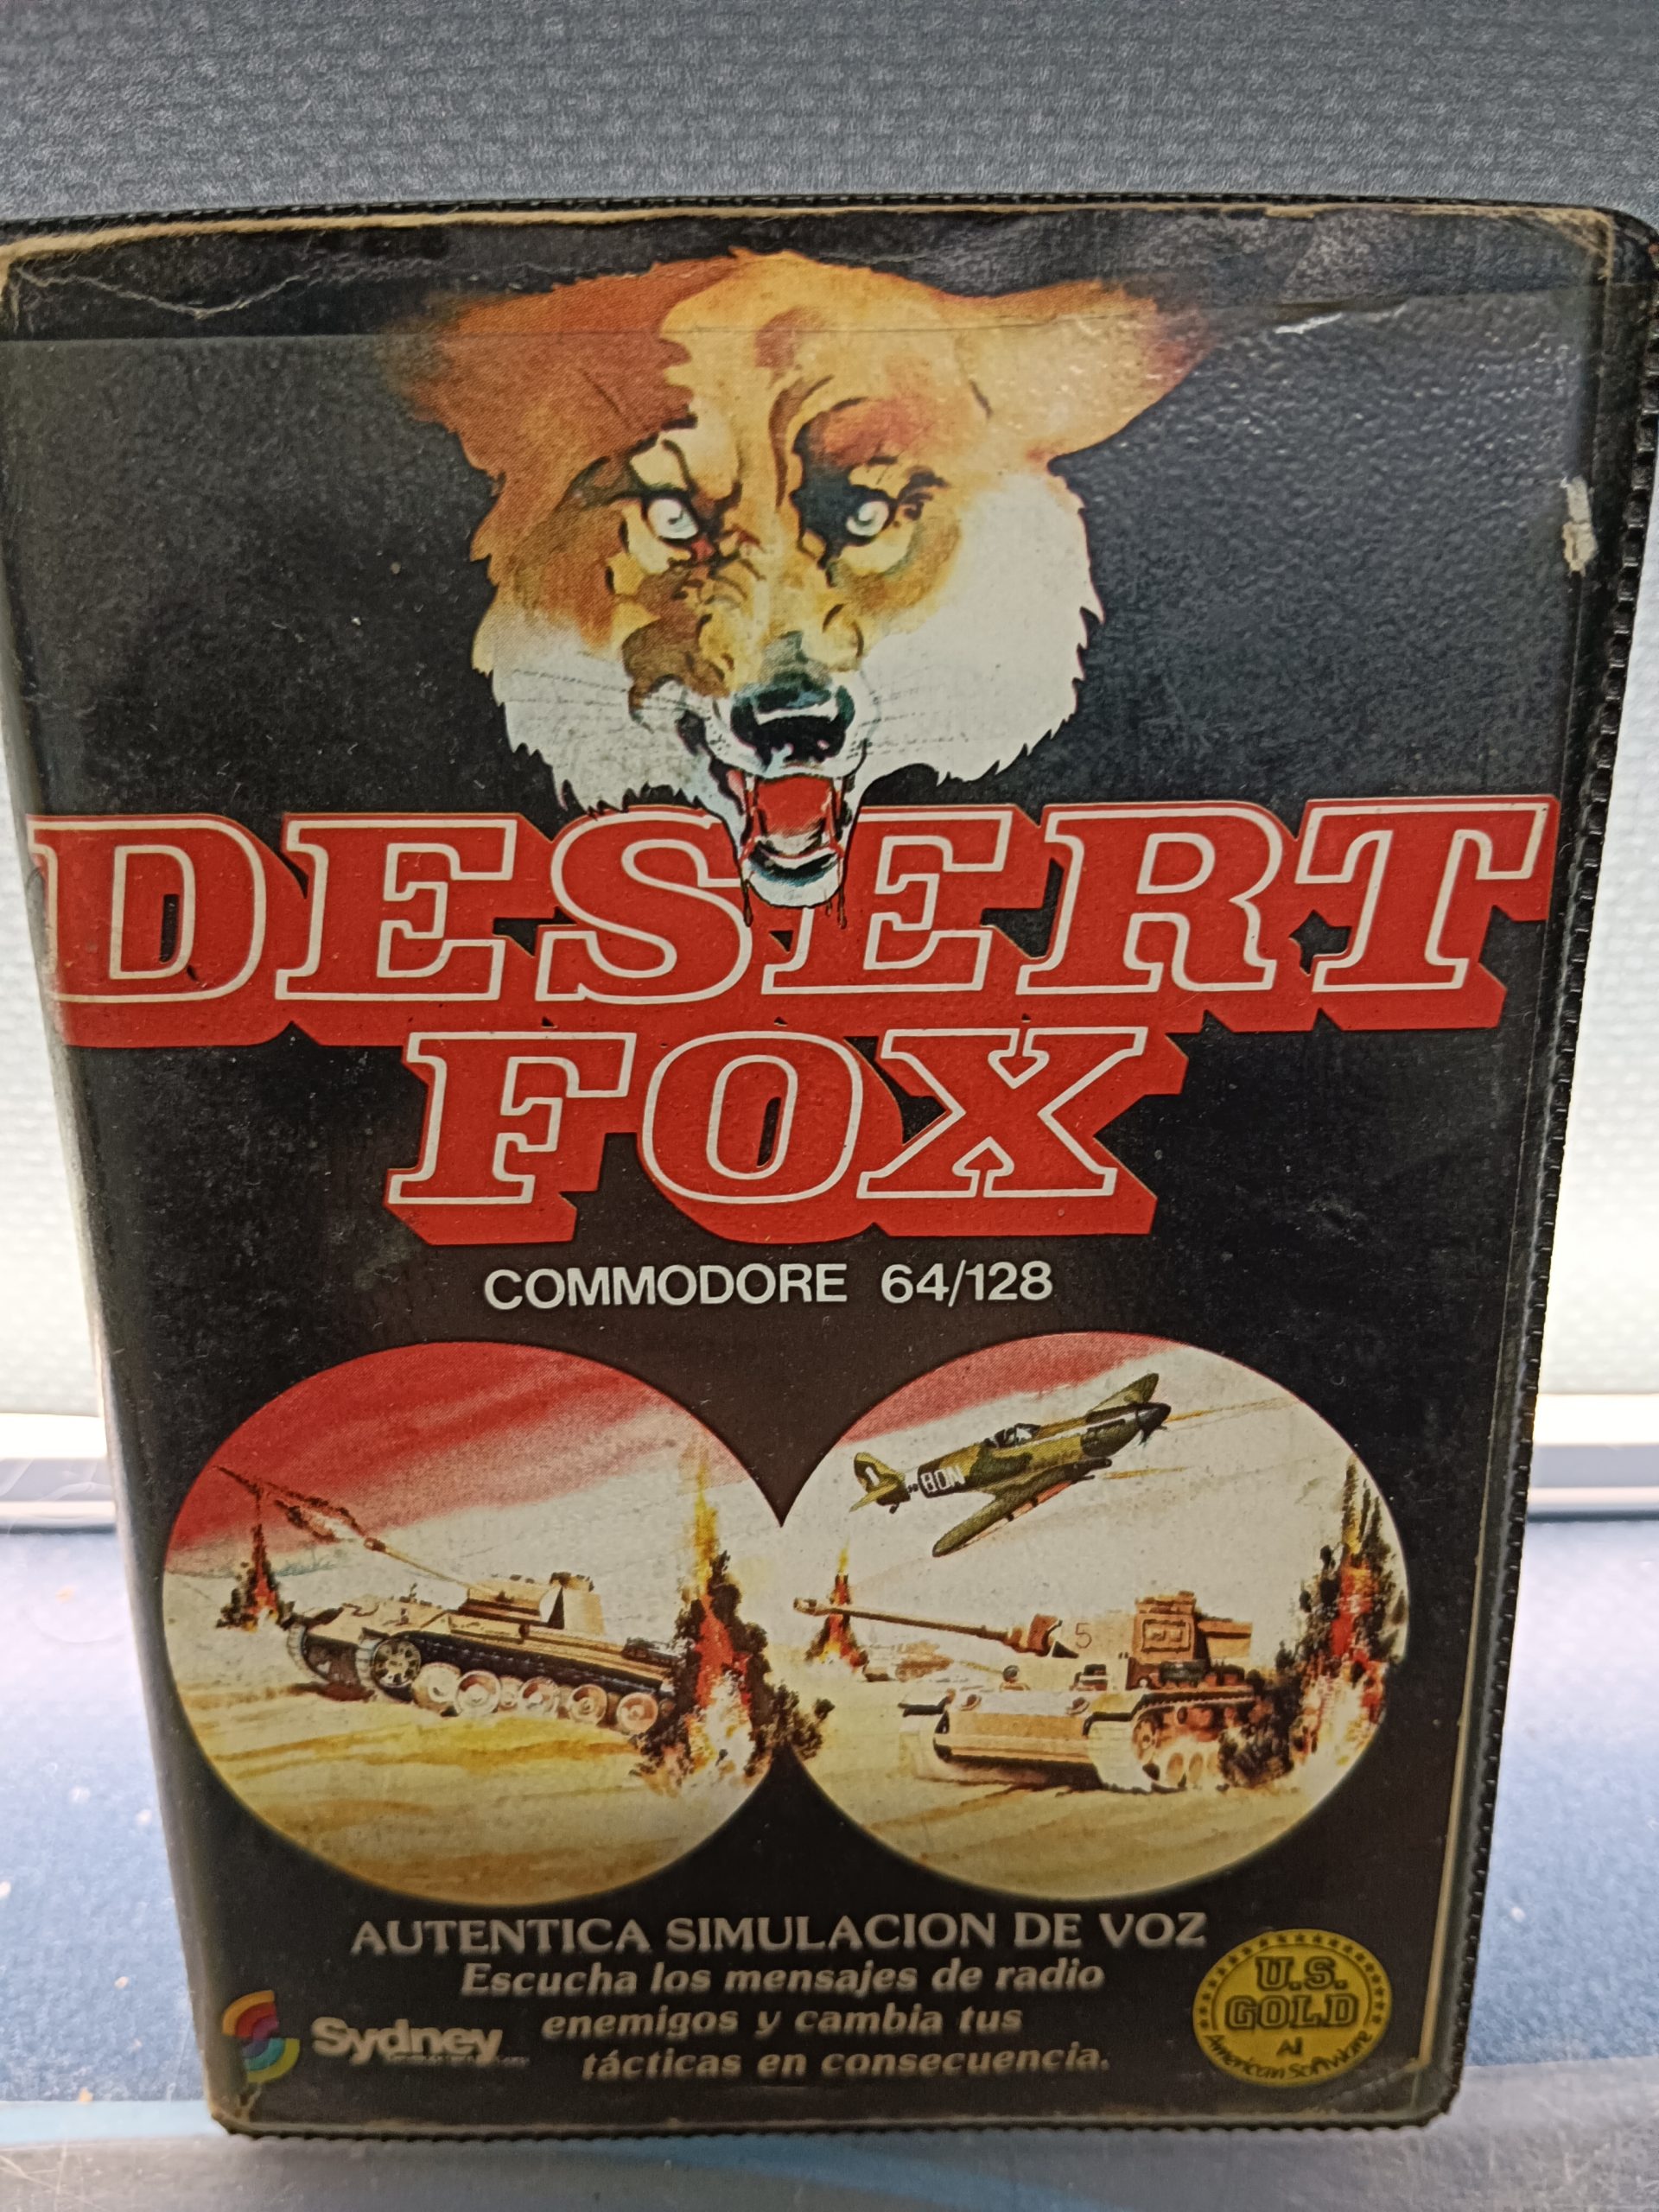 DESERT
FOX
COMMODORE 64/128
BON
5
AUTENTICA SIMULACION DE VOZ
Escucha los mensajes de radio
enemigos y cambia tus
tácticas en consecuencia.
Sydney
U.S.
GOLD
All
American Software